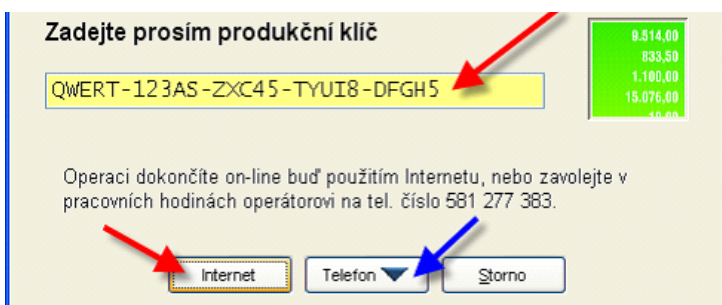 Zadejte prosím produkční klíč
9.514,00
833,50
1.100,00
15.076,00
10,00
QWERT-123AS-ZXC45-TYUI8-DFGH5
Operaci dokončíte on-line buď použitím Internetu, nebo zavolejte v
pracovních hodinách operátorovi na tel. číslo 581 277 383.
Internet
Telefon
Storno